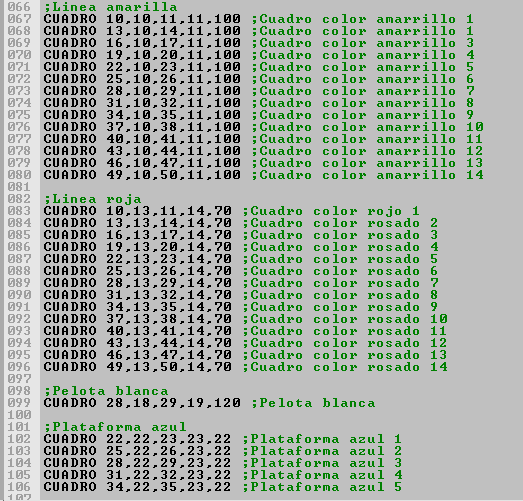 066 ;Linea amarilla
067 CUADRO 10,10,11,11,100 ;Cuadro color amarrillo 1
068 CUADRO 13,10,14,11,100 ;Cuadro color amarrillo 1
069 CUADRO 16,10,17,11,100 ;Cuadro color amarrillo 3
070 CUADRO 19,10,20,11,100 ;Cuadro color amarrillo 4
071 CUADRO 22,10,23,11,100 ;Cuadro color amarrillo 5
072 CUADRO 25,10,26,11,100 ;Cuadro color amarrillo 6
073 CUADRO 28,10,29,11,100 ;Cuadro color amarrillo 7
074 CUADRO 31,10,32,11,100 ;Cuadro color amarrillo 8
075 CUADRO 34,10,35,11,100 ;Cuadro color amarrillo 9
076 CUADRO 37,10,38,11,100 ;Cuadro color amarrillo 10
077 CUADRO 40,10,41,11,100 ;Cuadro color amarrillo 11
078 CUADRO 43,10,44,11,100 ;Cuadro color amarrillo 12
079 CUADRO 46,10,47,11,100 ;Cuadro color amarrillo 13
080 CUADRO 49,10,50,11,100 ;Cuadro color amarrillo 14
081
082 ;Linea roja
083 CUADRO 10,13,11,14,70 ;Cuadro color rojo 1
084 CUADRO 13,13,14,14,70 ;Cuadro color rosado 2
085 CUADRO 16,13,17,14,70 ;Cuadro color rosado 3
086 CUADRO 19,13,20,14,70 ;Cuadro color rosado 4
087 CUADRO 22,13,23,14,70 ;Cuadro color rosado 5
088 CUADRO 25,13,26,14,70 ;Cuadro color rosado 6
089 CUADRO 28,13,29,14,70 ;Cuadro color rosado 7
090 CUADRO 31,13,32,14,70 ;Cuadro color rosado 8
091 CUADRO 34,13,35,14,70 ;Cuadro color rosado 9
092 CUADRO 37,13,38,14,70 ;Cuadro color rosado 10
093 CUADRO 40,13,41,14,70 ;Cuadro color rosado 11
094 CUADRO 43,13,44,14,70 ;Cuadro color rosado 12
095 CUADRO 46,13,47,14,70 ;Cuadro color rosado 13
096 CUADRO 49,13,50,14,70 ;Cuadro color rosado 14
097
098 ;Pelota blanca
099 CUADRO 28,18,29,19,120 ;Pelota blanca
100
101 ;Plataforma azul
102 CUADRO 22,22,23,23,22 ;Plataforma azul 1
103 CUADRO 25,22,26,23,22 ;Plataforma azul 2
104 CUADRO 28,22,29,23,22 ;Plataforma azul 3
105 CUADRO 31,22,32,23,22 ;Plataforma azul 4
106 CUADRO 34,22,35,23,22 ;Plataforma azul 5
107